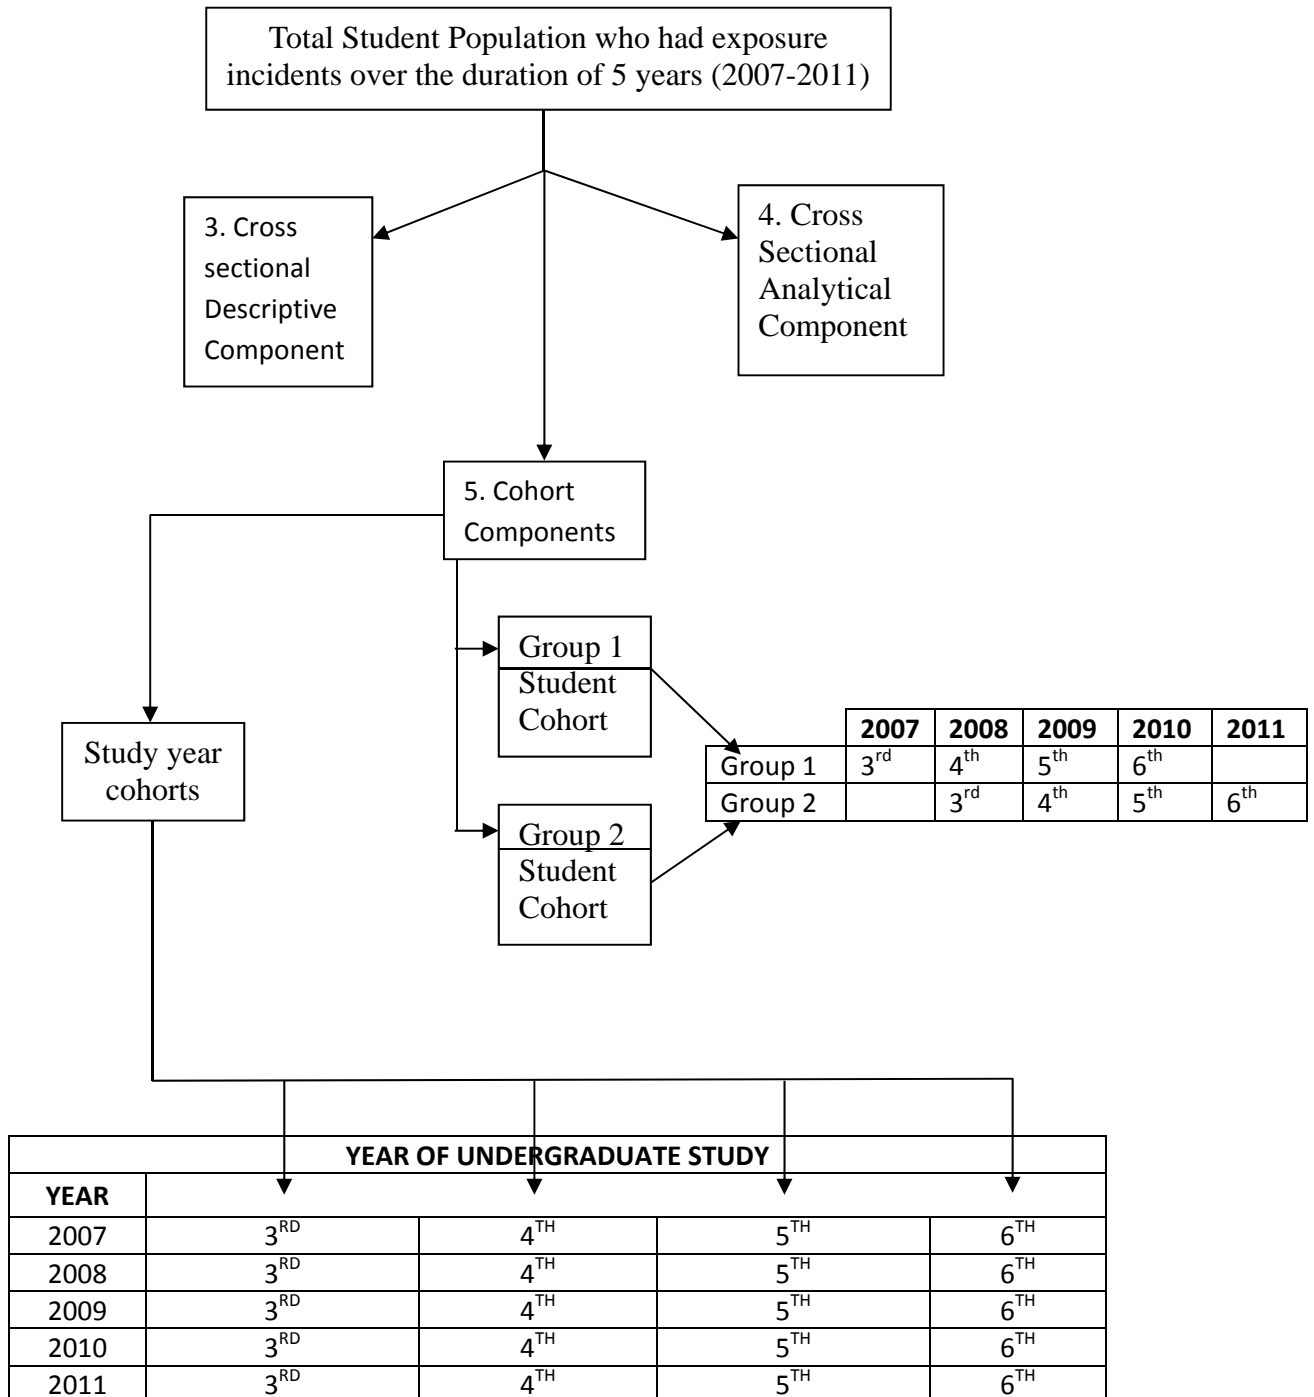 Total Student Population who had exposure
incidents over the duration of 5 years (2007-2011)
3. Cross
sectional
Descriptive
Component
4. Cross
Sectional
Analytical
Component
5. Cohort
Components
Group 1
Student
Cohort
Study year
cohorts
2007 2008 2009 2010 2011
Group 1 3rd 4th 5th 6th
Group 2 3rd 4th 5th 6th
Group 2
Student
Cohort
YEAR OF UNDERGRADUATE STUDY
YEAR
2007 3RD 4TH 5TH 6TH
2008 3RD 4TH 5TH 6TH
2009 3RD 4TH 5TH 6TH
2010 3RD 4TH 5TH 6TH
2011 3RD 4TH 5TH 6TH